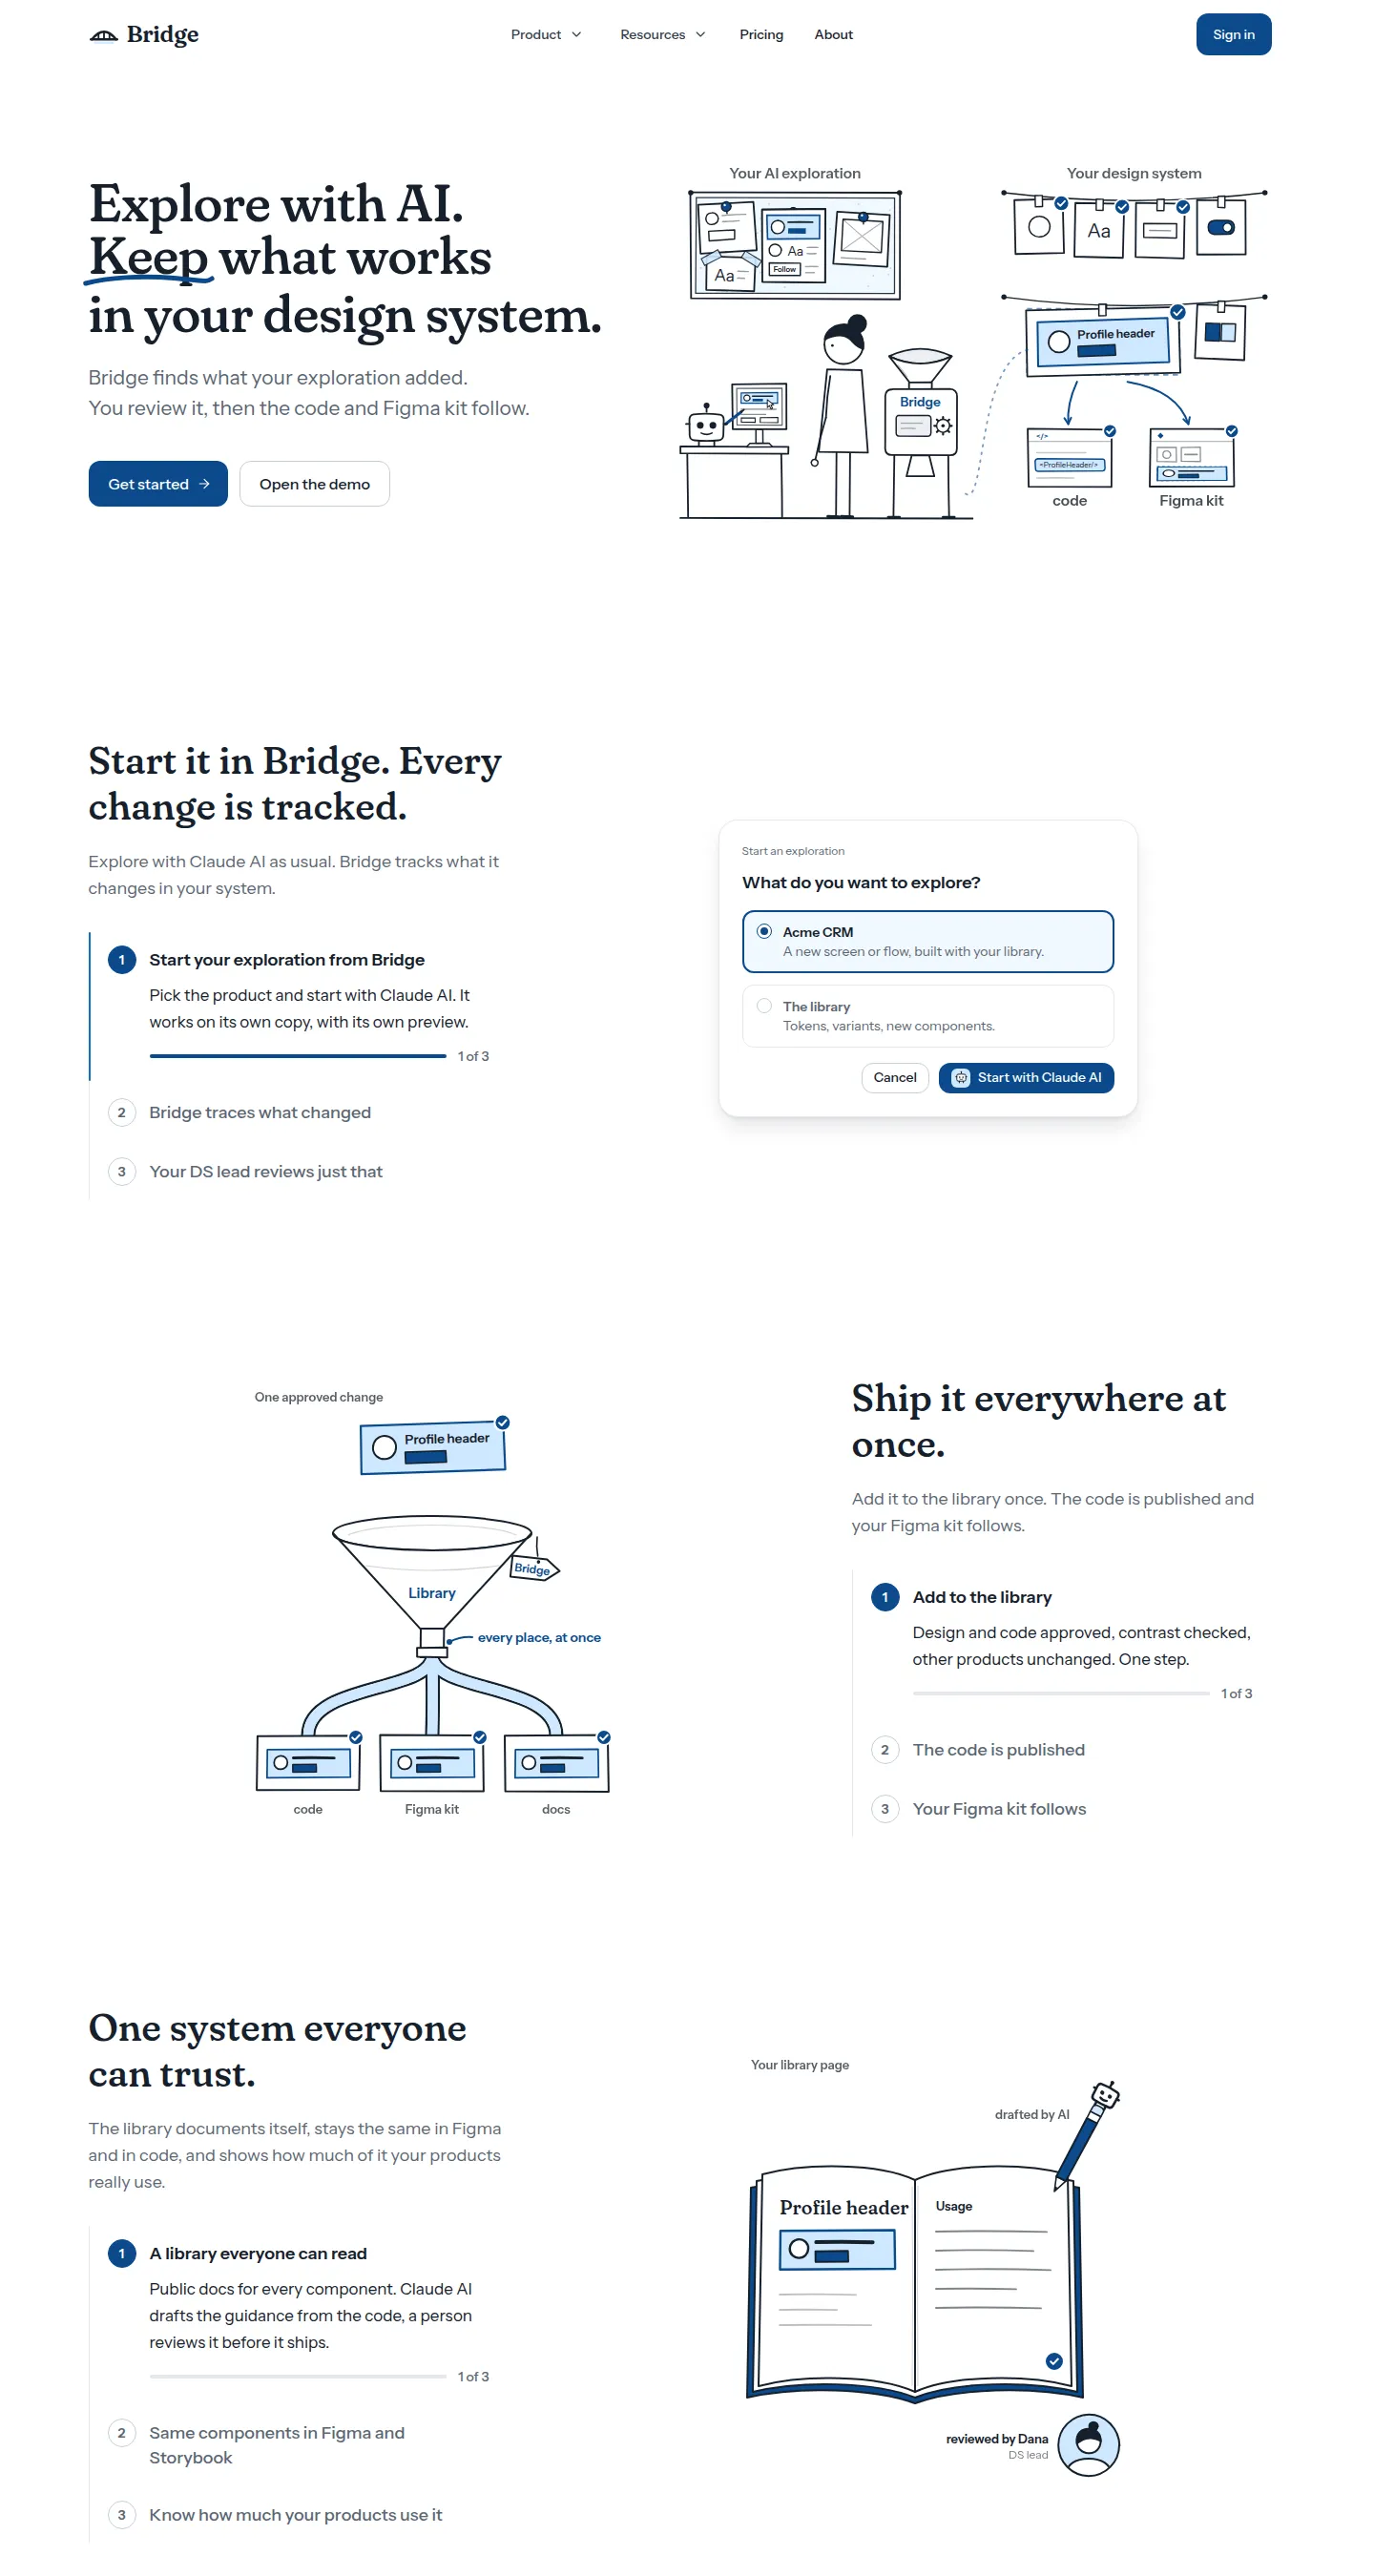 Bridge
Product
Resources
Pricing
About
Sign in
Explore with AI.
Keep what works
in your design system.
Bridge finds what your exploration added.
You review it, then the code and Figma kit follow.
Get started
Open the demo
Your AI exploration
Aa
Follow
Aa
Bridge
Your design system
Aa
Profile header
</>
<ProfileHeader/>
code
Figma kit
Start it in Bridge. Every
change is tracked.
Explore with Claude AI as usual. Bridge tracks what it
changes in your system.
1
Start your exploration from Bridge
Pick the product and start with Claude AI. It
works on its own copy, with its own preview.
1 of 3
2
Bridge traces what changed
3
Your DS lead reviews just that
Start an exploration
What do you want to explore?
Acme CRM
A new screen or flow, built with your library.
The library
Tokens, variants, new components.
Cancel
Start with Claude AI
One approved change
Profile header
Library
Bridge
every place, at once
code
Figma kit
docs
Ship it everywhere at
once.
Add it to the library once. The code is published and
your Figma kit follows.
1
Add to the library
Design and code approved, contrast checked,
other products unchanged. One step.
1 of 3
2
The code is published
3
Your Figma kit follows
One system everyone
can trust.
The library documents itself, stays the same in Figma
and in code, and shows how much of it your products
really use.
1
A library everyone can read
Public docs for every component. Claude AI
drafts the guidance from the code, a person
reviews it before it ships.
1 of 3
2
Same components in Figma and
Storybook
3
Know how much your products use it
Your library page
drafted by AI
Profile header
Usage
reviewed by Dana
DS lead